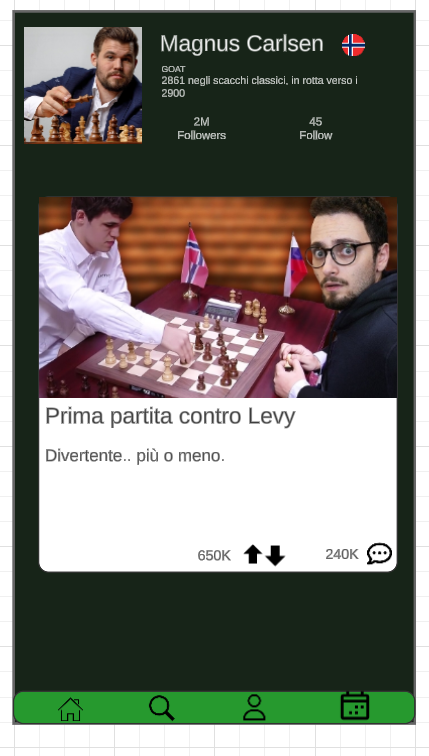 Magnus Carlsen
GOAT
2861 negli scacchi classici, in rotta verso i
2900
2M
Followers
45
Follow
Prima partita contro Levy
Divertente.. più o meno.
650K
240K